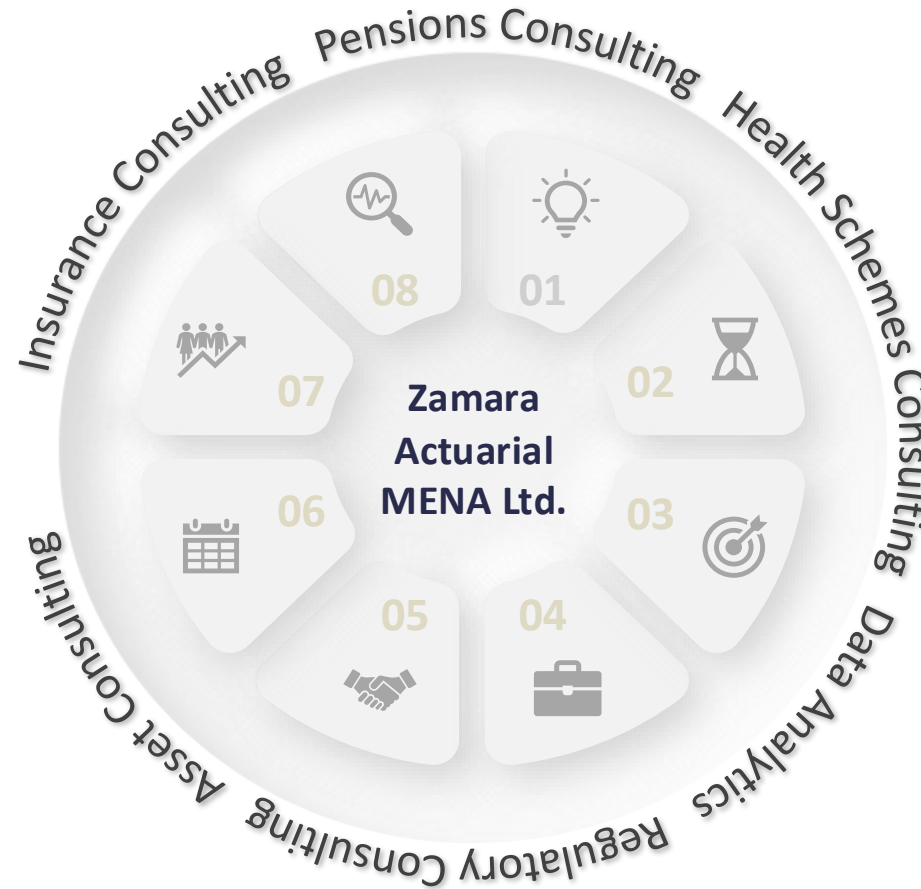 Insurance Consulting
Pensions Consulting
Health Schemes Consulting
Data Analytics
Regulatory Consulting
Asset Consulting
01
02
03
04
05
06
07
08
Zamara
Actuarial
MENA Ltd.